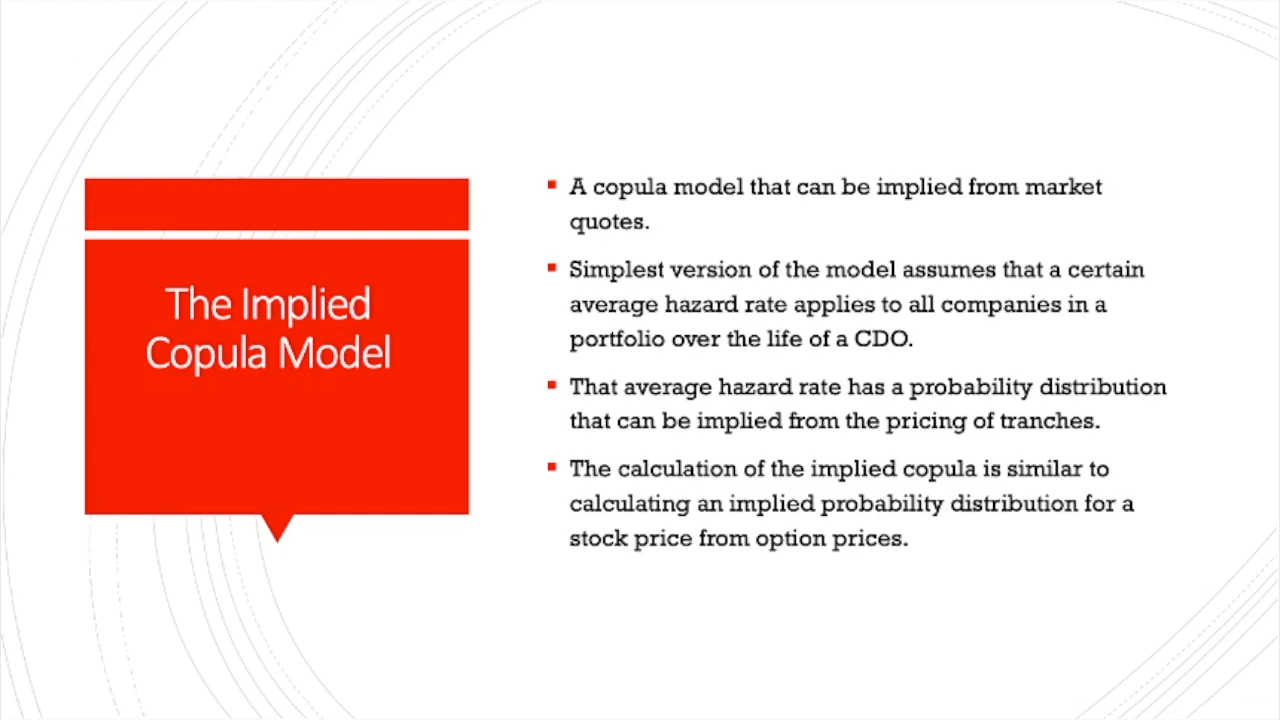 The Implied
Copula Model
A copula model that can be implied from market
quotes.
Simplest version of the model assumes that a certain
average hazard rate applies to all companies in a
portfolio over the life of a CDO.
That average hazard rate has a probability distribution
that can be implied from the pricing of tranches.
The calculation of the implied copula is similar to
calculating an implied probability distribution for a
stock price from option prices.